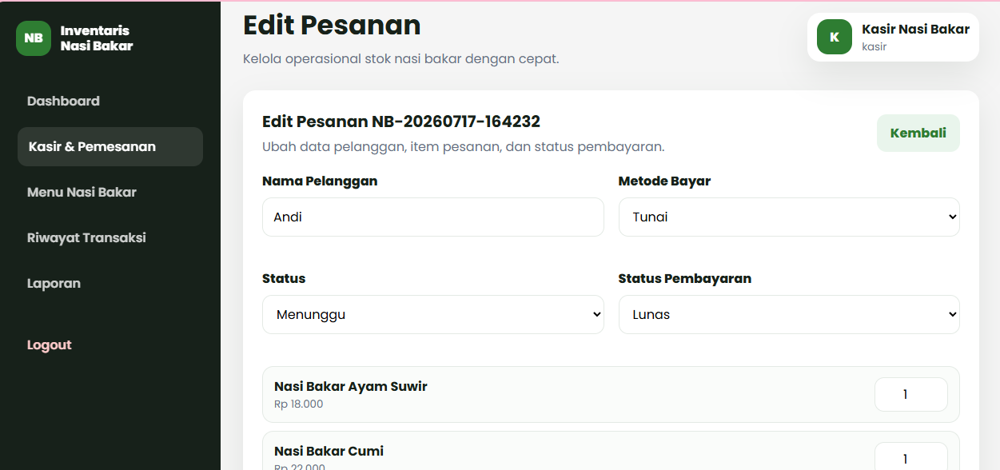 NB
Inventaris
Nasi Bakar
Dashboard
Kasir & Pemesanan
Menu Nasi Bakar
Riwayat Transaksi
Laporan
Logout
Edit Pesanan
Kelola operasional stok nasi bakar dengan cepat.
K
Kasir Nasi Bakar
kasir
Edit Pesanan NB-20260717-164232
Ubah data pelanggan, item pesanan, dan status pembayaran.
Kembali
Nama Pelanggan
Andi
Metode Bayar
Tunai
Status
Menunggu
Status Pembayaran
Lunas
Nasi Bakar Ayam Suwir
Rp 18.000
1
Nasi Bakar Cumi
Rp 22.000
1